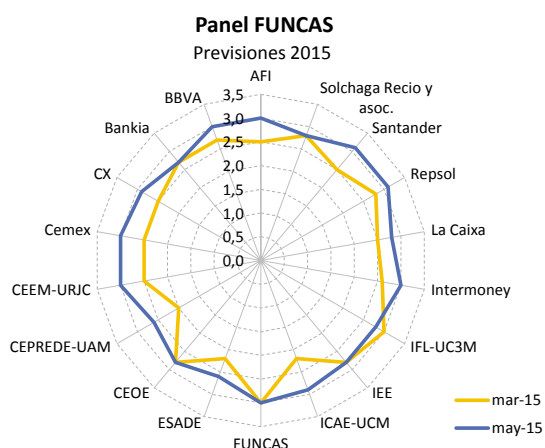 Panel FUNCAS
Previsiones 2015
AFI
Solchaga Recio y
asoc.
Santander
Repsol
La Caixa
Intermoney
IFL-UC3M
IEE
ICAE-UCM
FUNCAS
ESADE
CEOE
CEPREDE-UAM
CEEM-URJC
Cemex
CX
Bankia
BBVA
3,5
3,0
2,5
2,0
1,5
1,0
0,5
0,0
mar-15
may-15